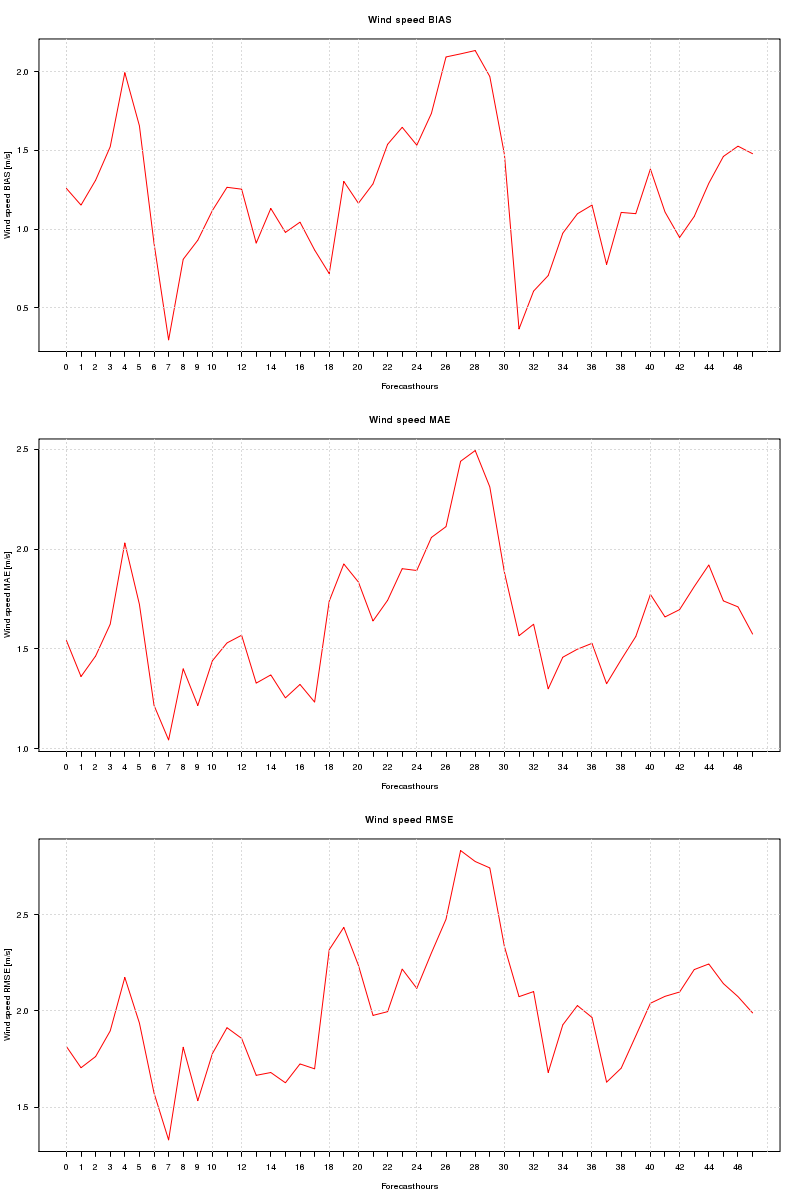 Wind speed BIAS
Wind speed BIAS [m/s]
2.0
1.5
1.0
0.5
0 1 2 3 4 5 6 7 8 9 10 12 14 16 18 20 22 24 26 28 30 32 34 36 38 40 42 44 46
Forecasthours
Wind speed MAE
Wind speed MAE [m/s]
2.5
2.0
1.5
1.0
0 1 2 3 4 5 6 7 8 9 10 12 14 16 18 20 22 24 26 28 30 32 34 36 38 40 42 44 46
Forecasthours
Wind speed RMSE
Wind speed RMSE [m/s]
2.5
2.0
1.5
0 1 2 3 4 5 6 7 8 9 10 12 14 16 18 20 22 24 26 28 30 32 34 36 38 40 42 44 46
Forecasthours